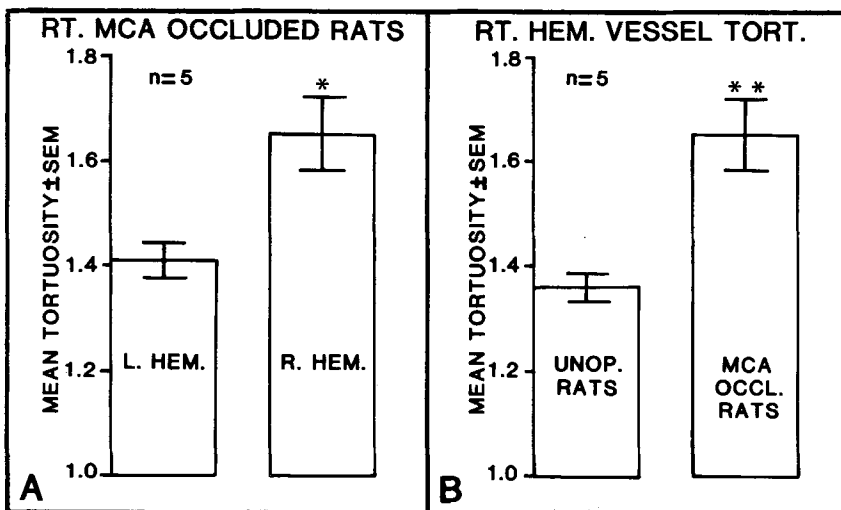 RT. MCA OCCLUDED RATS
MEAN TORTUOSITY±SEM
1.8
1.6
1.4
1.2
1.0
n=5
*
L. HEM.
R. HEM.
A
RT. HEM. VESSEL TORT.
MEAN TORTUOSITY±SEM
1.8
1.6
1.4
1.2
1.0
n=5
**
UNOP.
RATS
MCA
OCCL.
RATS
B